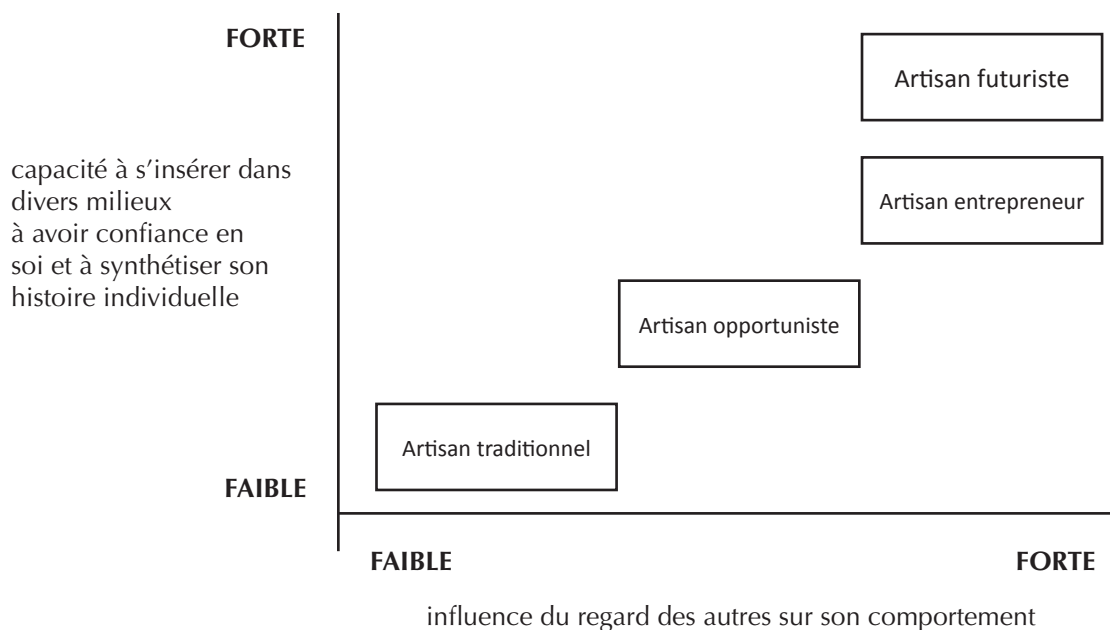 FORTE
Artisan futuriste
capacité à s’insérer dans
divers milieux
à avoir confiance en
soi et à synthétiser son
histoire individuelle
Artisan entrepreneur
Artisan opportuniste
Artisan traditionnel
FAIBLE
FAIBLE
FORTE
influence du regard des autres sur son comportement